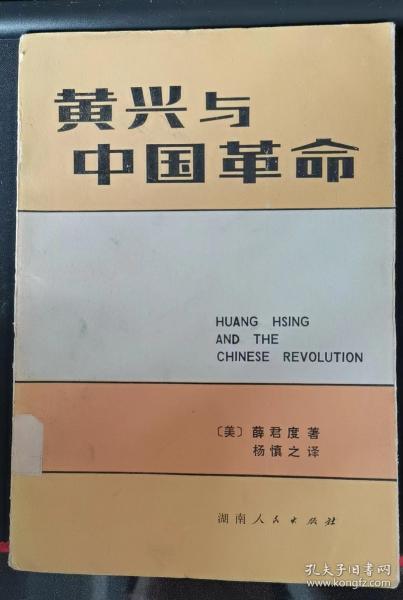 黄兴与
中国革命
HUANG HSING
AND THE
CHINESE REVOLUTION
〔美〕薛君度著
杨慎之译
湖南人民出版社
孔夫子旧书网
www.kongfz.com